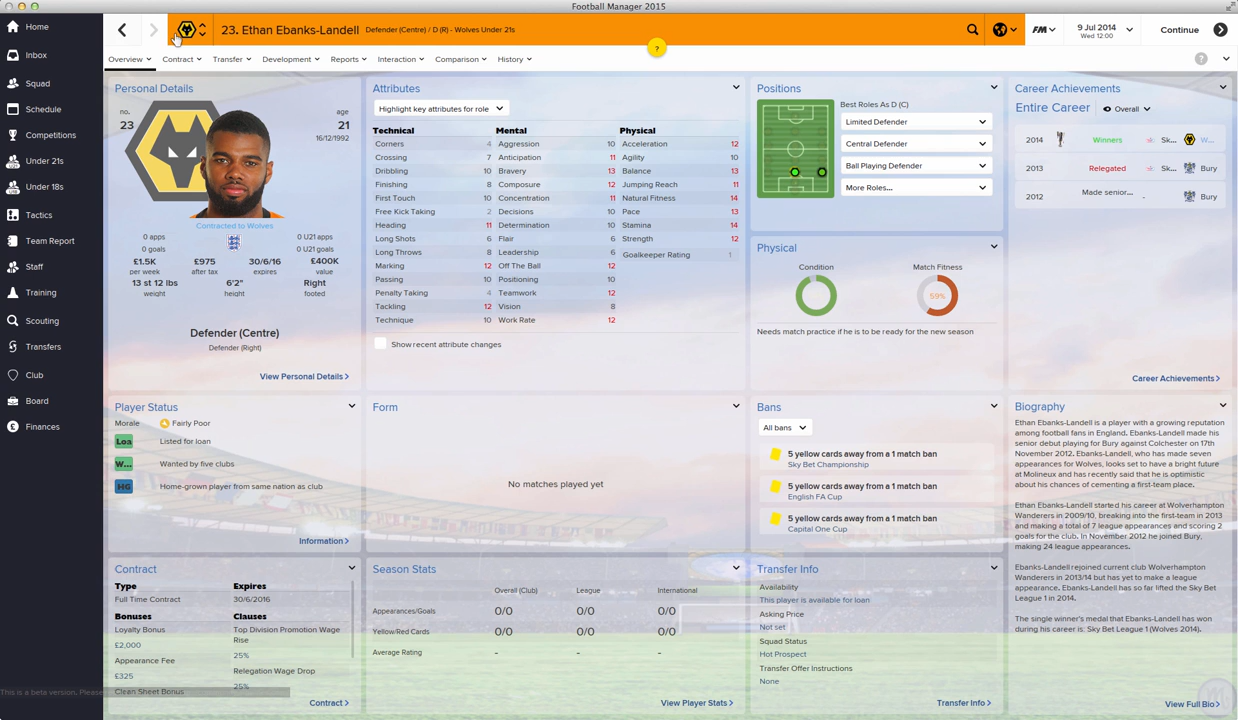 Football Manager 2015
Home
Inbox
Squad
Schedule
Competitions
Under 21s
Under 18s
Tactics
Team Report
Staff
Training
Scouting
Transfers
Club
Board
Finances
23. Ethan Ebanks-Landell
Defender (Centre) / D (R) - Wolves Under 21s
?
FM
9 Jul 2014
Wed 12:00
Continue
Overview
Contract
Transfer
Development
Reports
Interaction
Comparison
History
?
Personal Details
no.
23
age
21
16/12/1992
Contracted to Wolves
0 apps
0 goals
0 U21 apps
0 U21 goals
£1.5K
per week
£975
after tax
30/6/16
expires
£400K
value
13 st 12 lbs
weight
6'2"
height
Right
footed
Defender (Centre)
Defender (Right)
View Personal Details >
Attributes
Highlight key attributes for role
Technical
Corners 4
Crossing 7
Dribbling 10
Finishing 8
First Touch 10
Free Kick Taking 2
Heading 11
Long Shots 6
Long Throws 8
Marking 12
Passing 10
Penalty Taking 4
Tackling 12
Technique 10
Mental
Aggression 10
Anticipation 11
Bravery 13
Composure 12
Concentration 11
Decisions 10
Determination 10
Flair 6
Leadership 6
Off The Ball 12
Positioning 10
Teamwork 12
Vision 8
Work Rate 12
Physical
Acceleration 12
Agility 10
Balance 13
Jumping Reach 11
Natural Fitness 14
Pace 13
Stamina 14
Strength 12
Goalkeeper Rating 1
Show recent attribute changes
Positions
Best Roles As D (C)
Limited Defender
Central Defender
Ball Playing Defender
More Roles...
Physical
Condition
Match Fitness
59%
Needs match practice if he is to be ready for the new season
Career Achievements
Entire Career
Overall
2014 Winners Sk... W...
2013 Relegated Sk... Bury
2012 Made senior... - Bury
Career Achievements >
Player Status
Morale Fairly Poor
Loa Listed for loan
W... Wanted by five clubs
HG Home-grown player from same nation as club
Information >
Form
No matches played yet
Bans
All bans
5 yellow cards away from a 1 match ban
Sky Bet Championship
5 yellow cards away from a 1 match ban
English FA Cup
5 yellow cards away from a 1 match ban
Capital One Cup
Biography
Ethan Ebanks-Landell is a player with a growing reputation
among football fans in England. Ebanks-Landell made his
senior debut playing for Bury against Colchester on 17th
November 2012. Ebanks-Landell, who has made seven
appearances for Wolves, looks set to have a bright future
at Molineux and has recently said that he is optimistic
about his chances of cementing a first-team place.
Ethan Ebanks-Landell started his career at Wolverhampton
Wanderers in 2009/10, breaking into the first-team in 2013
and making a total of 7 league appearances and scoring 2
goals for the club. In November 2012 he joined Bury,
making 24 league appearances.
Ebanks-Landell rejoined current club Wolverhampton
Wanderers in 2013/14 but has yet to make a league
appearance. Ebanks-Landell has so far lifted the Sky Bet
League 1 in 2014.
The single winner's medal that Ebanks-Landell has won
during his career is: Sky Bet League 1 (Wolves 2014).
View Full Bio >
Contract
Type
Full Time Contract
Expires
30/6/2016
Bonuses
Loyalty Bonus
£2,000
Appearance Fee
£325
Clean Sheet Bonus
Clauses
Top Division Promotion Wage
Rise
25%
Relegation Wage Drop
25%
Contract >
Season Stats
Overall (Club) League International
Appearances/Goals 0/0 0/0 0/0
Yellow/Red Cards 0/0 0/0 0/0
Average Rating - - -
View Player Stats >
Transfer Info
Availability
This player is available for loan
Asking Price
Not set
Squad Status
Hot Prospect
Transfer Offer Instructions
None
Transfer Info >
This is a beta version. Please